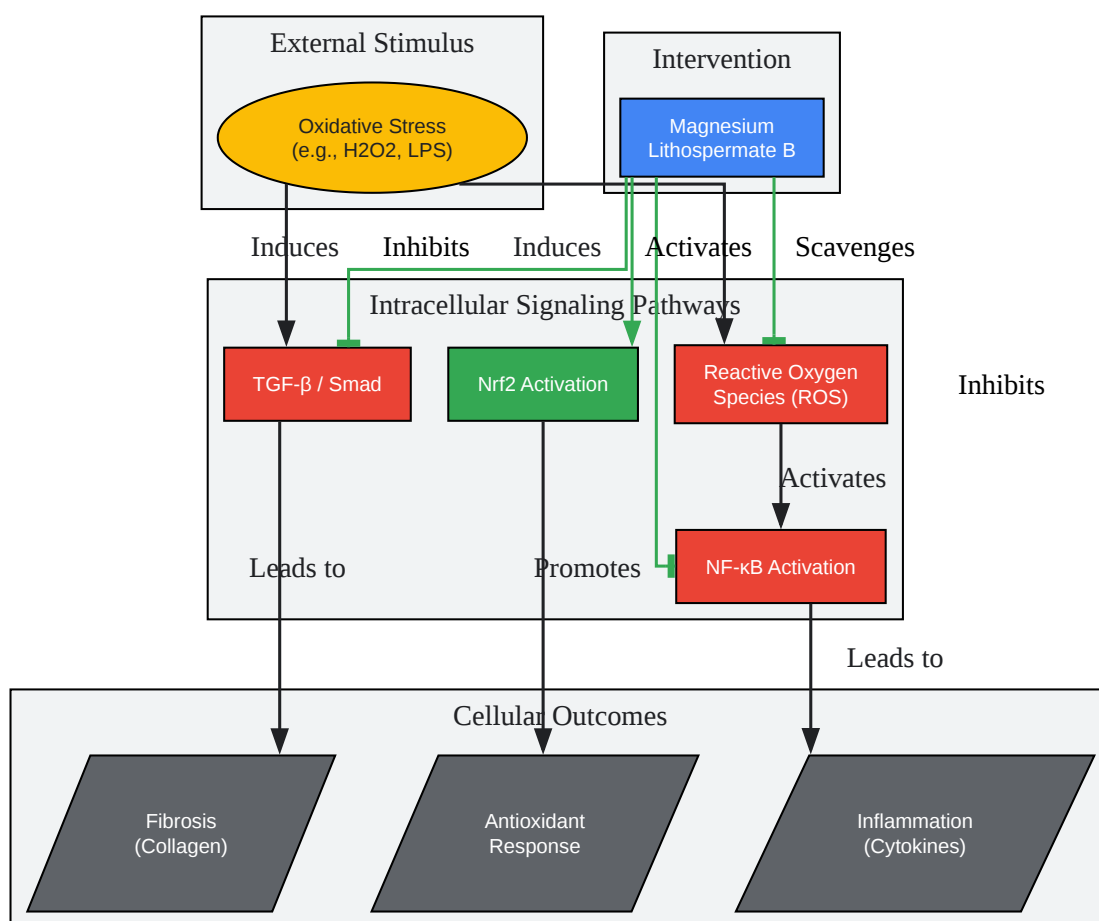 External Stimulus
Intervention
Oxidative Stress
(e.g., H2O2, LPS)
Magnesium
Lithospermate B
Induces
Inhibits
Induces
Activates
Scavenges
Intracellular Signaling Pathways
TGF-β / Smad
Nrf2 Activation
Reactive Oxygen
Species (ROS)
Inhibits
Activates
Leads to
Promotes
NF-κB Activation
Leads to
Cellular Outcomes
Fibrosis
(Collagen)
Antioxidant
Response
Inflammation
(Cytokines)